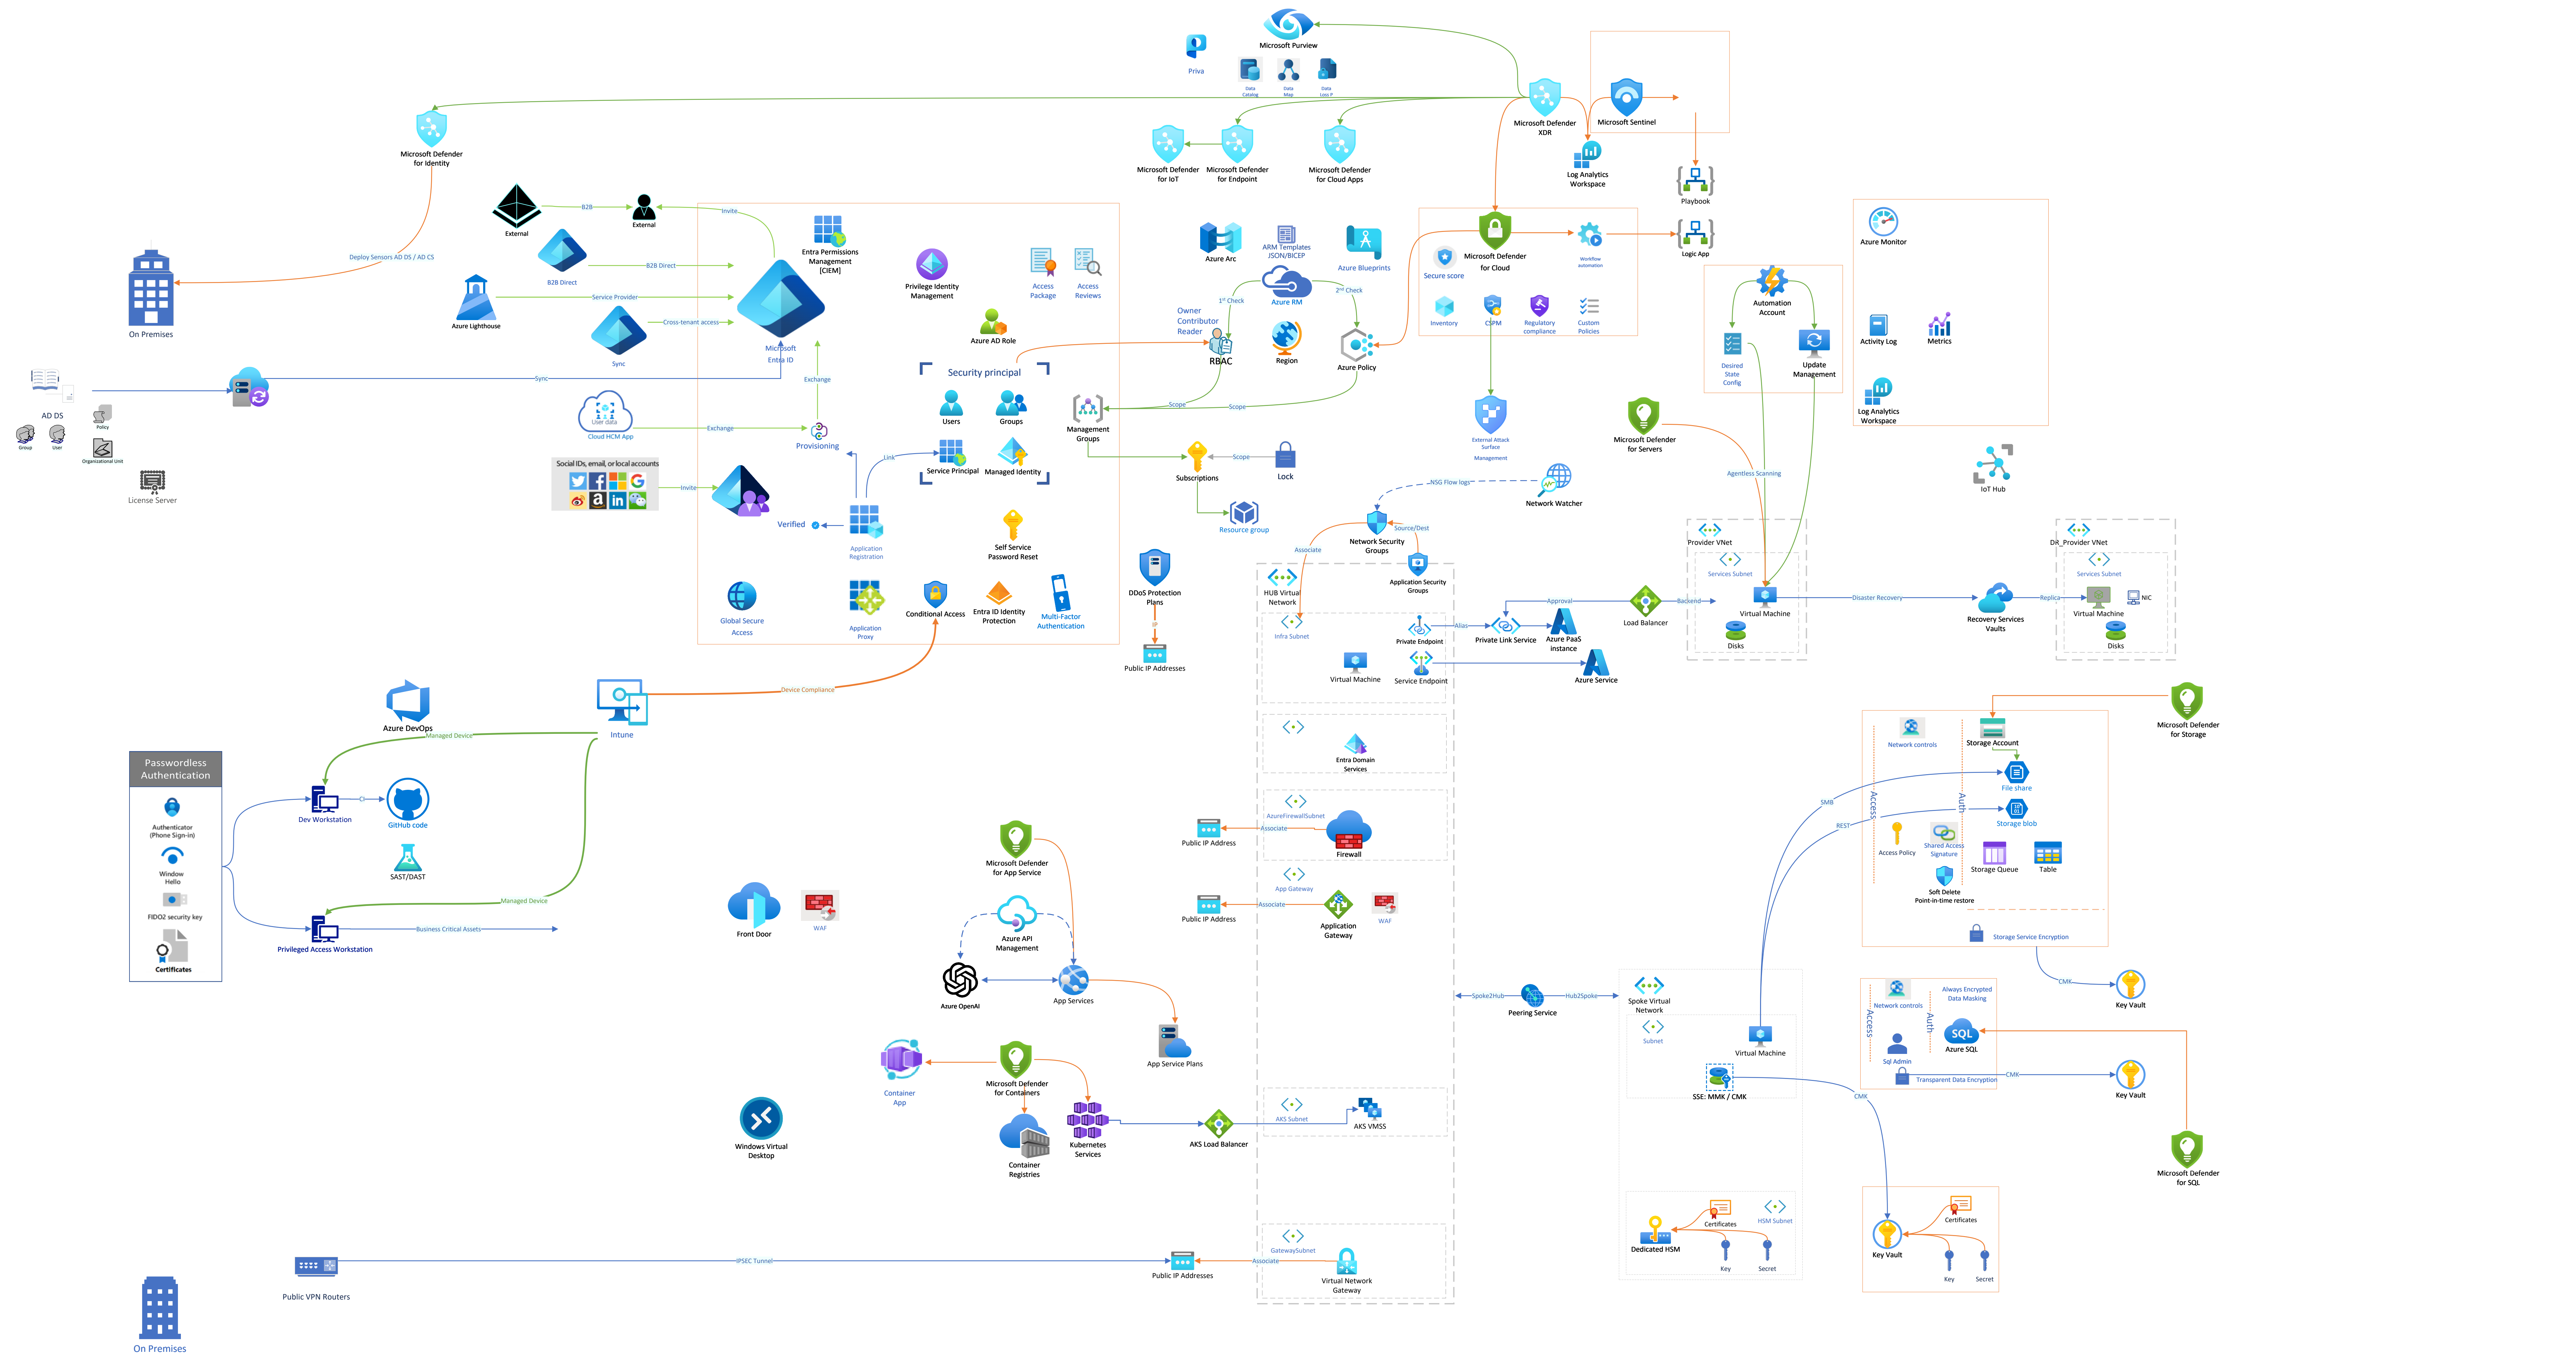 Microsoft Purview
Priva
Data
Catalog
Data
Map
Data
Loss P
Microsoft Defender
XDR
Microsoft Sentinel
Log Analytics
Workspace
Playbook
Microsoft Defender
for Identity
Microsoft Defender
for IoT
Microsoft Defender
for Endpoint
Microsoft Defender
for Cloud Apps
Deploy Sensors AD DS / AD CS
On Premises
External
B2B
External
Invite
B2B Direct
B2B Direct
Azure Lighthouse
Service Provider
Cross-tenant access
Sync
Entra Permissions
Management
[CIEM]
Microsoft
Entra ID
Privilege Identity
Management
Access
Package
Access
Reviews
Azure AD Role
Azure Arc
ARM Templates
JSON/BICEP
Azure Blueprints
Azure RM
1st Check
2nd Check
Owner
Contributor
Reader
RBAC
Region
Azure Policy
Secure score
Microsoft Defender
for Cloud
Workflow
automation
Logic App
Inventory
CSPM
Regulatory
compliance
Custom
Policies
Automation
Account
Desired
State
Config
Update
Management
Azure Monitor
Activity Log
Metrics
Log Analytics
Workspace
IoT Hub
AD DS
Policy
Group
User
Organizational Unit
License Server
Sync
User data
Cloud HCM App
Exchange
Exchange
Provisioning
Security principal
Users
Groups
Service Principal
Managed Identity
Link
Management
Groups
Scope
Scope
Subscriptions
Scope
Lock
Resource group
External Attack
Surface
Management
Microsoft Defender
for Servers
Agentless Scanning
Network Watcher
NSG Flow logs
Network Security
Groups
Source/Dest
Associate
Application Security
Groups
Social IDs, email, or local accounts
Invite
Verified
Application
Registration
Self Service
Password Reset
Global Secure
Access
Application
Proxy
Conditional Access
Entra ID Identity
Protection
Multi-Factor
Authentication
DDoS Protection
Plans
IP
Public IP Addresses
HUB Virtual
Network
Infra Subnet
Virtual Machine
Private Endpoint
Service Endpoint
Alias
Private Link Service
Approval
Azure PaaS
instance
Azure Service
Load Balancer
Backend
Provider VNet
Services Subnet
Virtual Machine
Disks
Disaster Recovery
Recovery Services
Vaults
Replica
DR_Provider VNet
Services Subnet
Virtual Machine
NIC
Disks
Azure DevOps
Managed Device
Intune
Device Compliance
Passwordless
Authentication
Authenticator
(Phone Sign-in)
Window
Hello
FIDO2 security key
Certificates
Dev Workstation
CI
GitHub code
SAST/DAST
Managed Device
Privileged Access Workstation
Business Critical Assets
Entra Domain
Services
AzureFirewallSubnet
Firewall
Associate
Public IP Address
App Gateway
Application
Gateway
WAF
Associate
Public IP Address
Front Door
WAF
Microsoft Defender
for App Service
Azure API
Management
Azure OpenAI
App Services
App Service Plans
Container
App
Microsoft Defender
for Containers
Container
Registries
Kubernetes
Services
AKS Load Balancer
AKS Subnet
AKS VMSS
Windows Virtual
Desktop
Spoke2Hub
Peering Service
Hub2Spoke
Spoke Virtual
Network
Subnet
Virtual Machine
SSE: MMK / CMK
SMB
REST
Network controls
Storage Account
File share
Storage blob
Access
Auth
Access Policy
Shared Access
Signature
Storage Queue
Table
Soft Delete
Point-in-time restore
Storage Service Encryption
Microsoft Defender
for Storage
CMK
Key Vault
Network controls
Always Encrypted
Data Masking
Access
Auth
SQL
Azure SQL
Sql Admin
Transparent Data Encryption
CMK
Key Vault
CMK
Microsoft Defender
for SQL
Dedicated HSM
Certificates
HSM Subnet
Key
Secret
Key Vault
Certificates
Key
Secret
Public VPN Routers
IPSEC Tunnel
Public IP Addresses
Associate
GatewaySubnet
Virtual Network
Gateway
On Premises